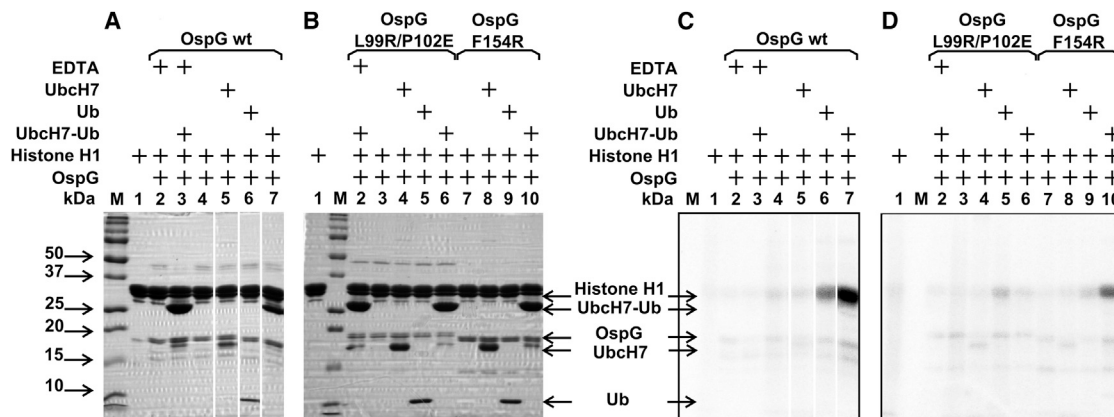 A
OspG wt
EDTA + +
UbcH7 +
Ub +
UbcH7-Ub + +
Histone H1 + + + + + + +
OspG + + + + + +
kDa M 1 2 3 4 5 6 7
50
37
25
20
15
10
B
OspG OspG
L99R/P102E F154R
+
+ +
+ +
+ + +
+ + + + + + + + + +
+ + + + + + + + +
1 M 2 3 4 5 6 7 8 9 10
Histone H1
UbcH7-Ub
OspG
UbcH7
Ub
C
OspG wt
EDTA + +
UbcH7 +
Ub +
UbcH7-Ub + +
Histone H1 + + + + + + +
OspG + + + + + +
kDa M 1 2 3 4 5 6 7
D
OspG OspG
L99R/P102E F154R
+
+ +
+ +
+ + +
+ + + + + + + + + +
+ + + + + + + + +
1 M 2 3 4 5 6 7 8 9 10